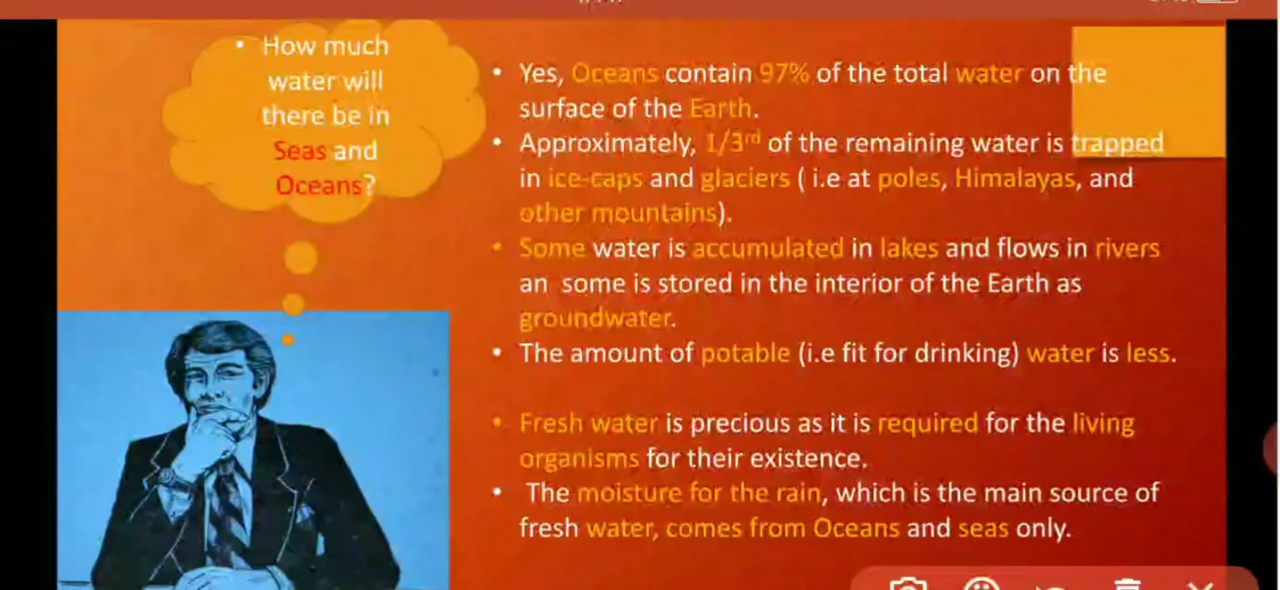 • How much
water will
there be in
Seas and
Oceans?
• Yes, Oceans contain 97% of the total water on the
surface of the Earth.
• Approximately, 1/3rd of the remaining water is trapped
in ice-caps and glaciers ( i.e at poles, Himalayas, and
other mountains).
• Some water is accumulated in lakes and flows in rivers
an some is stored in the interior of the Earth as
groundwater.
• The amount of potable (i.e fit for drinking) water is less.
• Fresh water is precious as it is required for the living
organisms for their existence.
• The moisture for the rain, which is the main source of
fresh water, comes from Oceans and seas only.